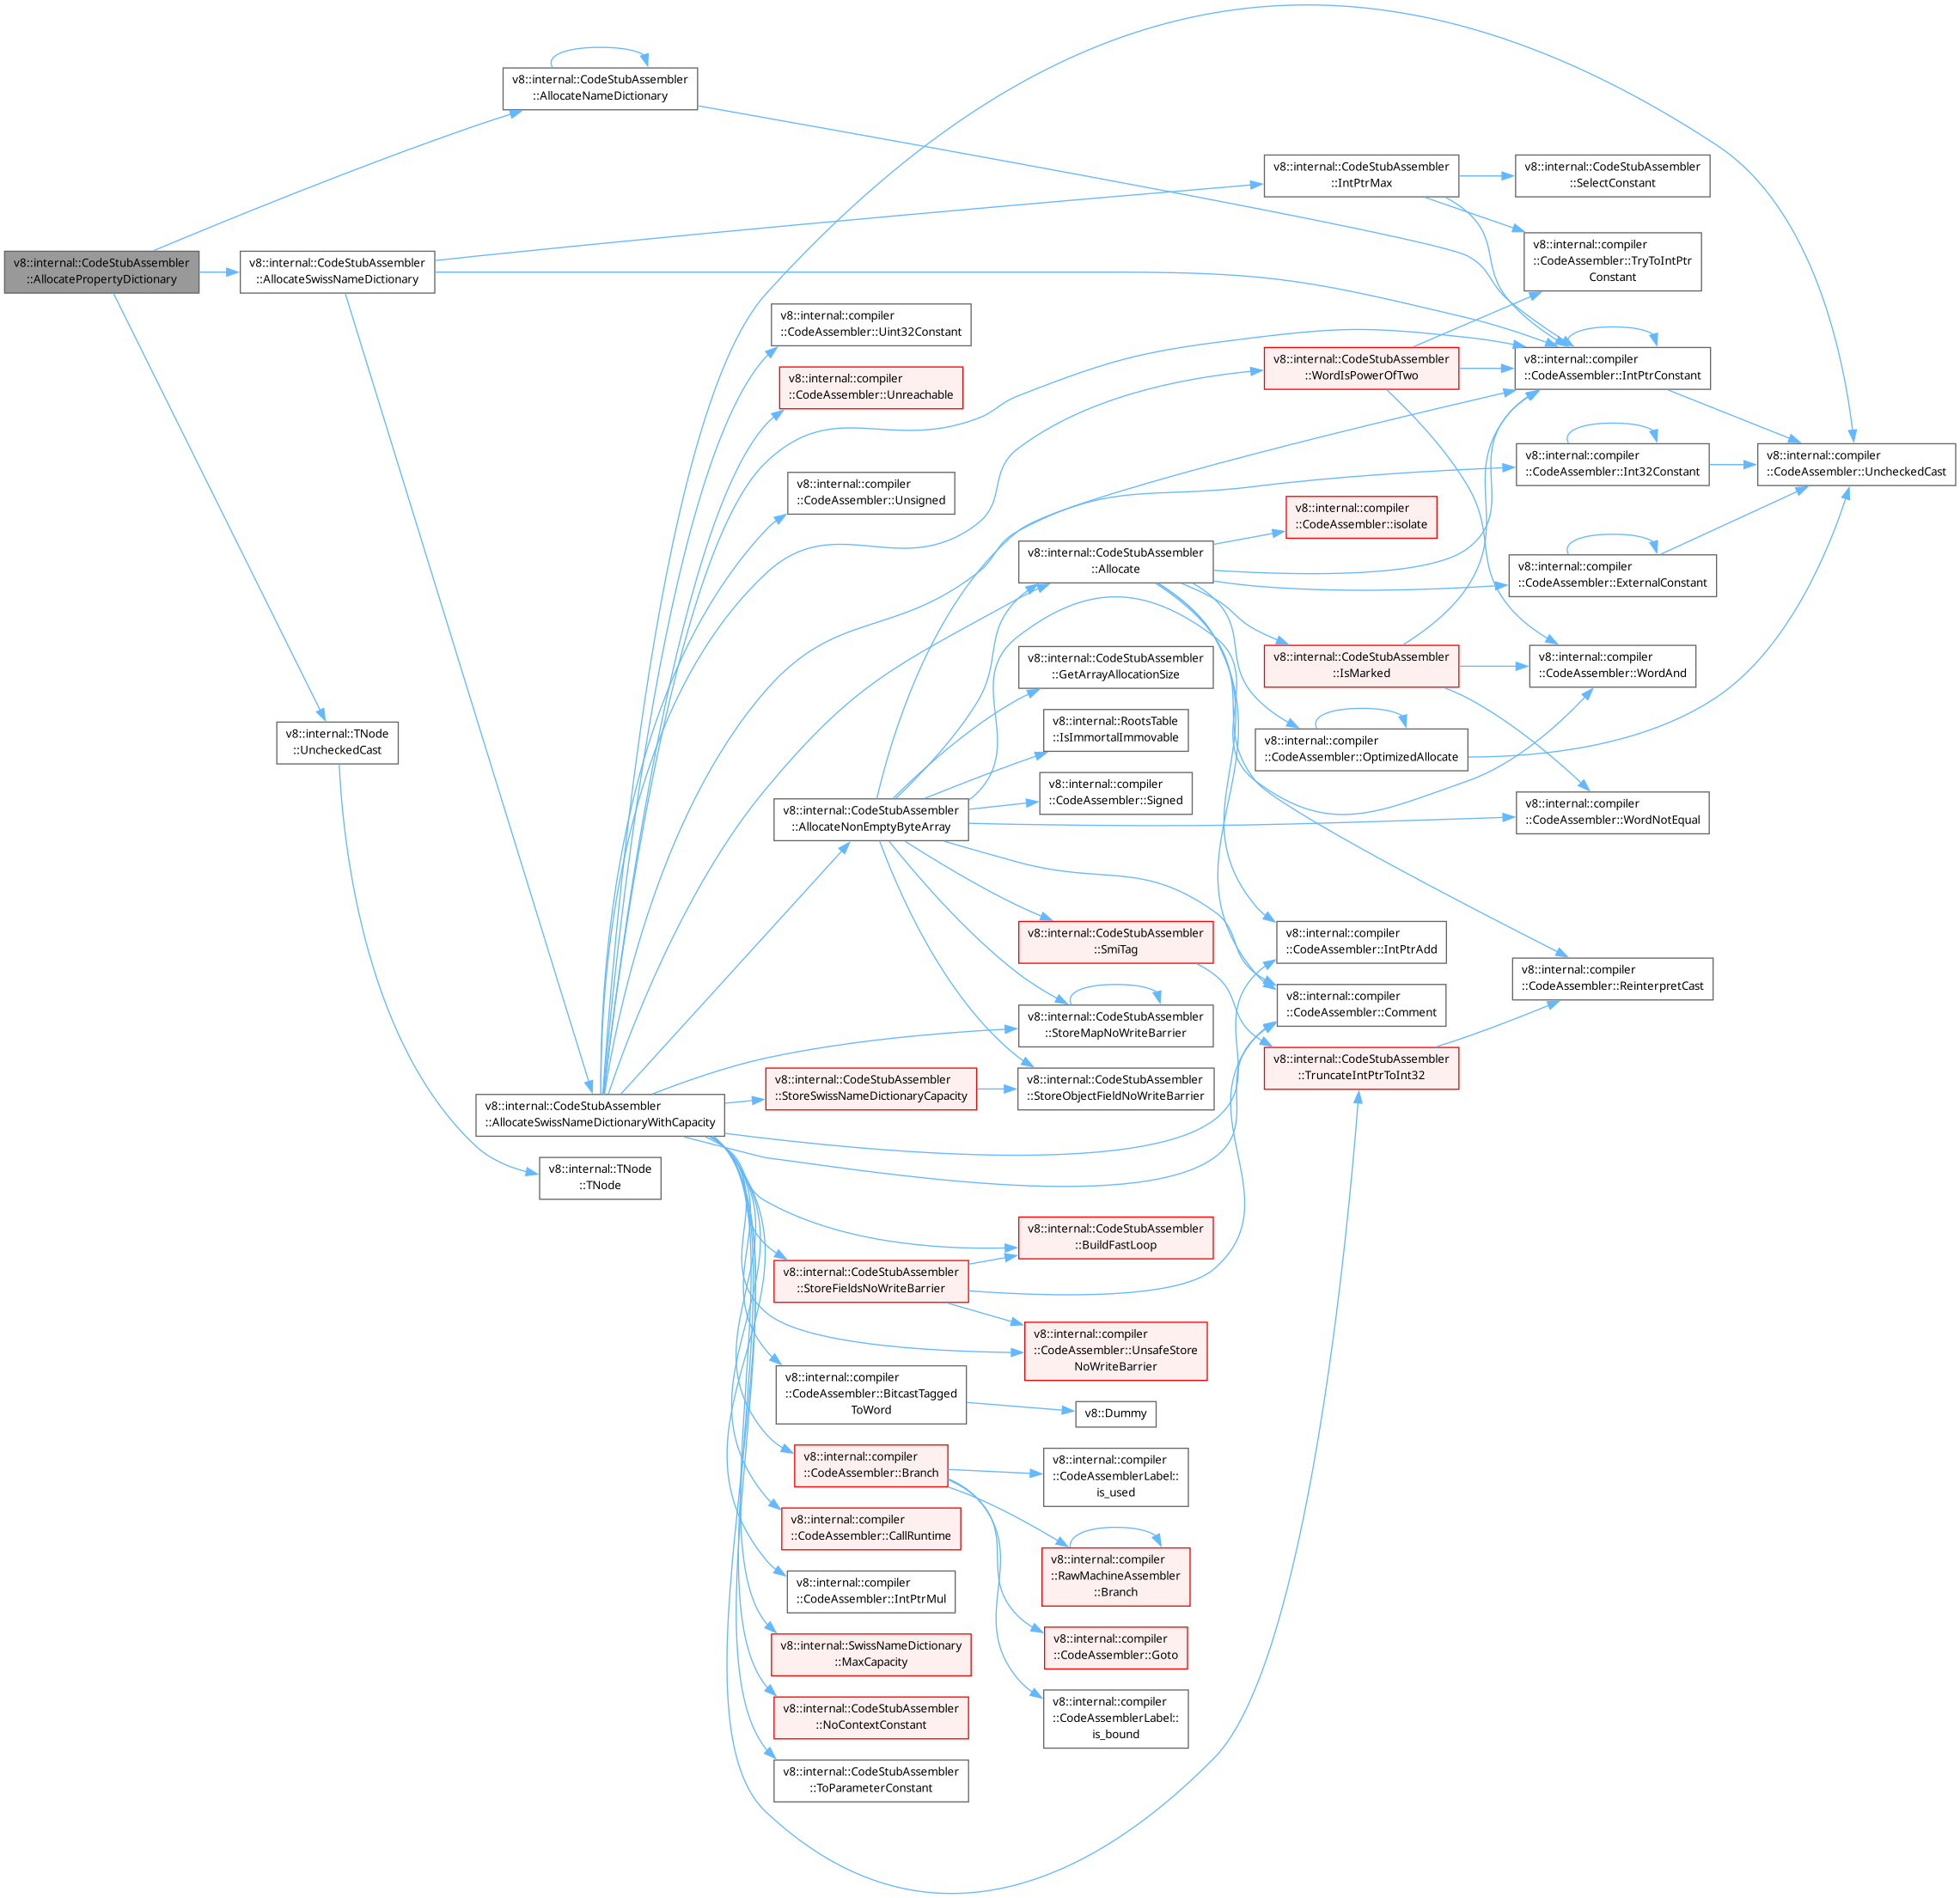 v8::internal::CodeStubAssembler
::AllocatePropertyDictionary
v8::internal::CodeStubAssembler
::AllocateNameDictionary
v8::internal::CodeStubAssembler
::AllocateSwissNameDictionary
v8::internal::TNode
::UncheckedCast
v8::internal::CodeStubAssembler
::AllocateSwissNameDictionaryWithCapacity
v8::internal::TNode
::TNode
v8::internal::compiler
::CodeAssembler::Uint32Constant
v8::internal::compiler
::CodeAssembler::Unreachable
v8::internal::compiler
::CodeAssembler::Unsigned
v8::internal::CodeStubAssembler
::AllocateNonEmptyByteArray
v8::internal::CodeStubAssembler
::StoreSwissNameDictionaryCapacity
v8::internal::CodeStubAssembler
::StoreFieldsNoWriteBarrier
v8::internal::compiler
::CodeAssembler::BitcastTagged
ToWord
v8::internal::compiler
::CodeAssembler::Branch
v8::internal::compiler
::CodeAssembler::CallRuntime
v8::internal::compiler
::CodeAssembler::IntPtrMul
v8::internal::SwissNameDictionary
::MaxCapacity
v8::internal::CodeStubAssembler
::NoContextConstant
v8::internal::CodeStubAssembler
::ToParameterConstant
v8::internal::CodeStubAssembler
::Allocate
v8::internal::CodeStubAssembler
::GetArrayAllocationSize
v8::internal::RootsTable
::IsImmortalImmovable
v8::internal::compiler
::CodeAssembler::Signed
v8::internal::CodeStubAssembler
::SmiTag
v8::internal::CodeStubAssembler
::StoreMapNoWriteBarrier
v8::internal::CodeStubAssembler
::StoreObjectFieldNoWriteBarrier
v8::internal::CodeStubAssembler
::BuildFastLoop
v8::internal::compiler
::CodeAssembler::UnsafeStore
NoWriteBarrier
v8::Dummy
v8::internal::compiler
::CodeAssemblerLabel::
is_used
v8::internal::compiler
::RawMachineAssembler
::Branch
v8::internal::compiler
::CodeAssembler::Goto
v8::internal::compiler
::CodeAssemblerLabel::
is_bound
v8::internal::CodeStubAssembler
::IntPtrMax
v8::internal::CodeStubAssembler
::WordIsPowerOfTwo
v8::internal::compiler
::CodeAssembler::isolate
v8::internal::CodeStubAssembler
::IsMarked
v8::internal::compiler
::CodeAssembler::OptimizedAllocate
v8::internal::compiler
::CodeAssembler::IntPtrAdd
v8::internal::compiler
::CodeAssembler::Comment
v8::internal::CodeStubAssembler
::TruncateIntPtrToInt32
v8::internal::CodeStubAssembler
::SelectConstant
v8::internal::compiler
::CodeAssembler::TryToIntPtr
Constant
v8::internal::compiler
::CodeAssembler::IntPtrConstant
v8::internal::compiler
::CodeAssembler::Int32Constant
v8::internal::compiler
::CodeAssembler::ExternalConstant
v8::internal::compiler
::CodeAssembler::WordAnd
v8::internal::compiler
::CodeAssembler::WordNotEqual
v8::internal::compiler
::CodeAssembler::ReinterpretCast
v8::internal::compiler
::CodeAssembler::UncheckedCast